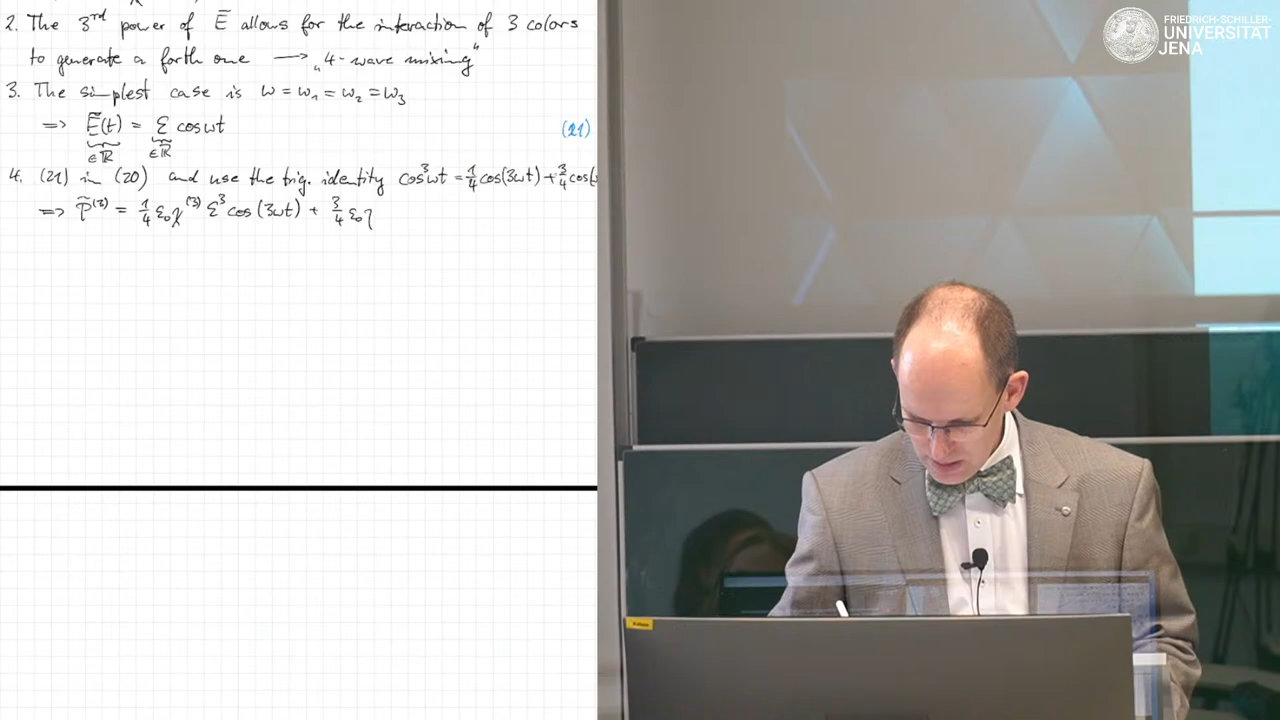 2. The 3rd power of Ẽ allows for the interaction of 3 colors
to generate a forth one ⟶ „4-wave mixing“
3. The simplest case is ω = ω₁ = ω₂ = ω₃
⇒ Ẽ(t) = ℰ cos ωt (21)
∈ℝ ∈ℝ
4. (21) in (20) and use the trig. identity cos³ωt = 1/4 cos(3ωt) + 3/4 cos(
⇒ P̃⁽³⁾ = 1/4 ε₀χ⁽³⁾ ℰ³ cos(3ωt) + 3/4 ε₀
FRIEDRICH-SCHILLER-
UNIVERSITÄT
JENA